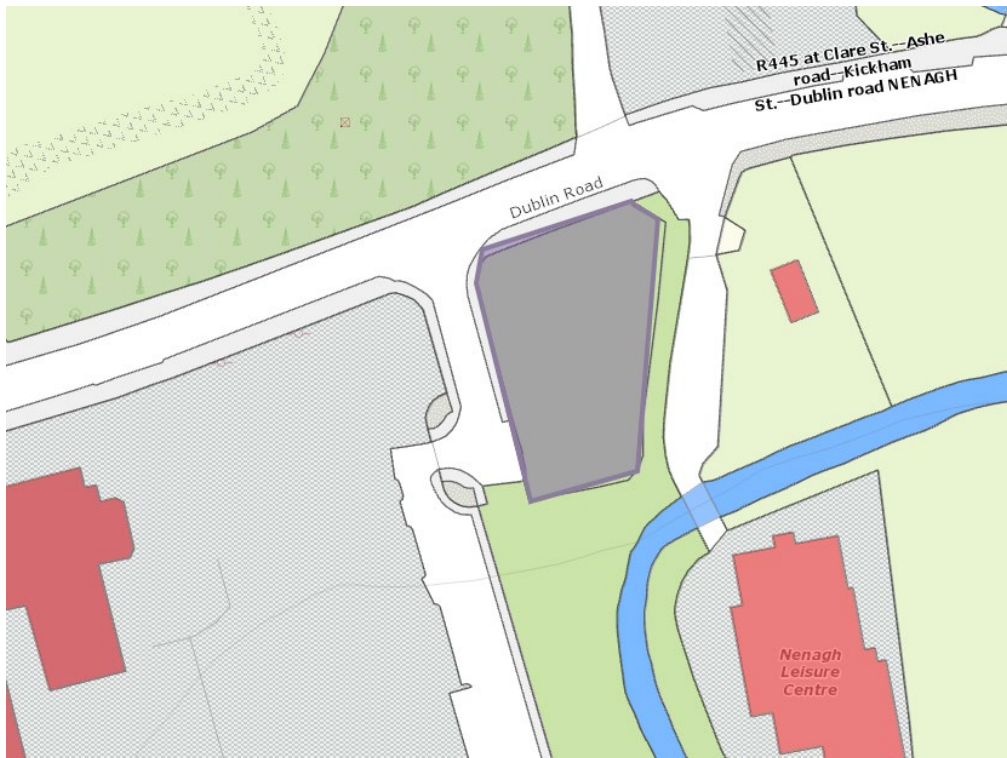 R445 at Clare St.--Ashe
road--Kickham
St.--Dublin road NENAGH
Dublin Road
Nenagh
Leisure
Centre